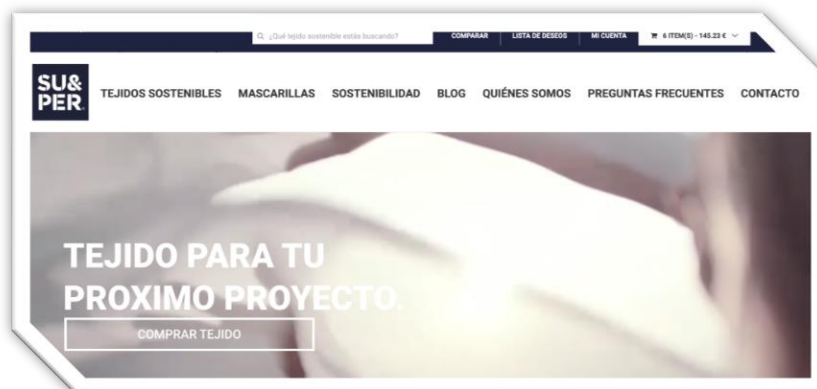 ¿Qué tejido sostenible estás buscando?
COMPARAR LISTA DE DESEOS MI CUENTA 6 ITEM(S) - 145.23 €
SU&
PER
TEJIDOS SOSTENIBLES MASCARILLAS SOSTENIBILIDAD BLOG QUIÉNES SOMOS PREGUNTAS FRECUENTES CONTACTO
TEJIDO PARA TU
PROXIMO PROYECTO.
COMPRAR TEJIDO